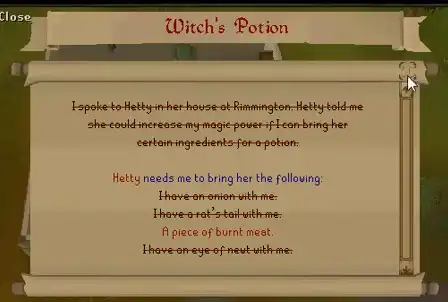 Close
Witch's Potion
I spoke to Hetty in her house at Rimmington. Hetty told me
she could increase my magic power if I can bring her
certain ingredients for a potion.
Hetty needs me to bring her the following:
I have an onion with me.
I have a rat's tail with me.
A piece of burnt meat.
I have an eye of newt with me.